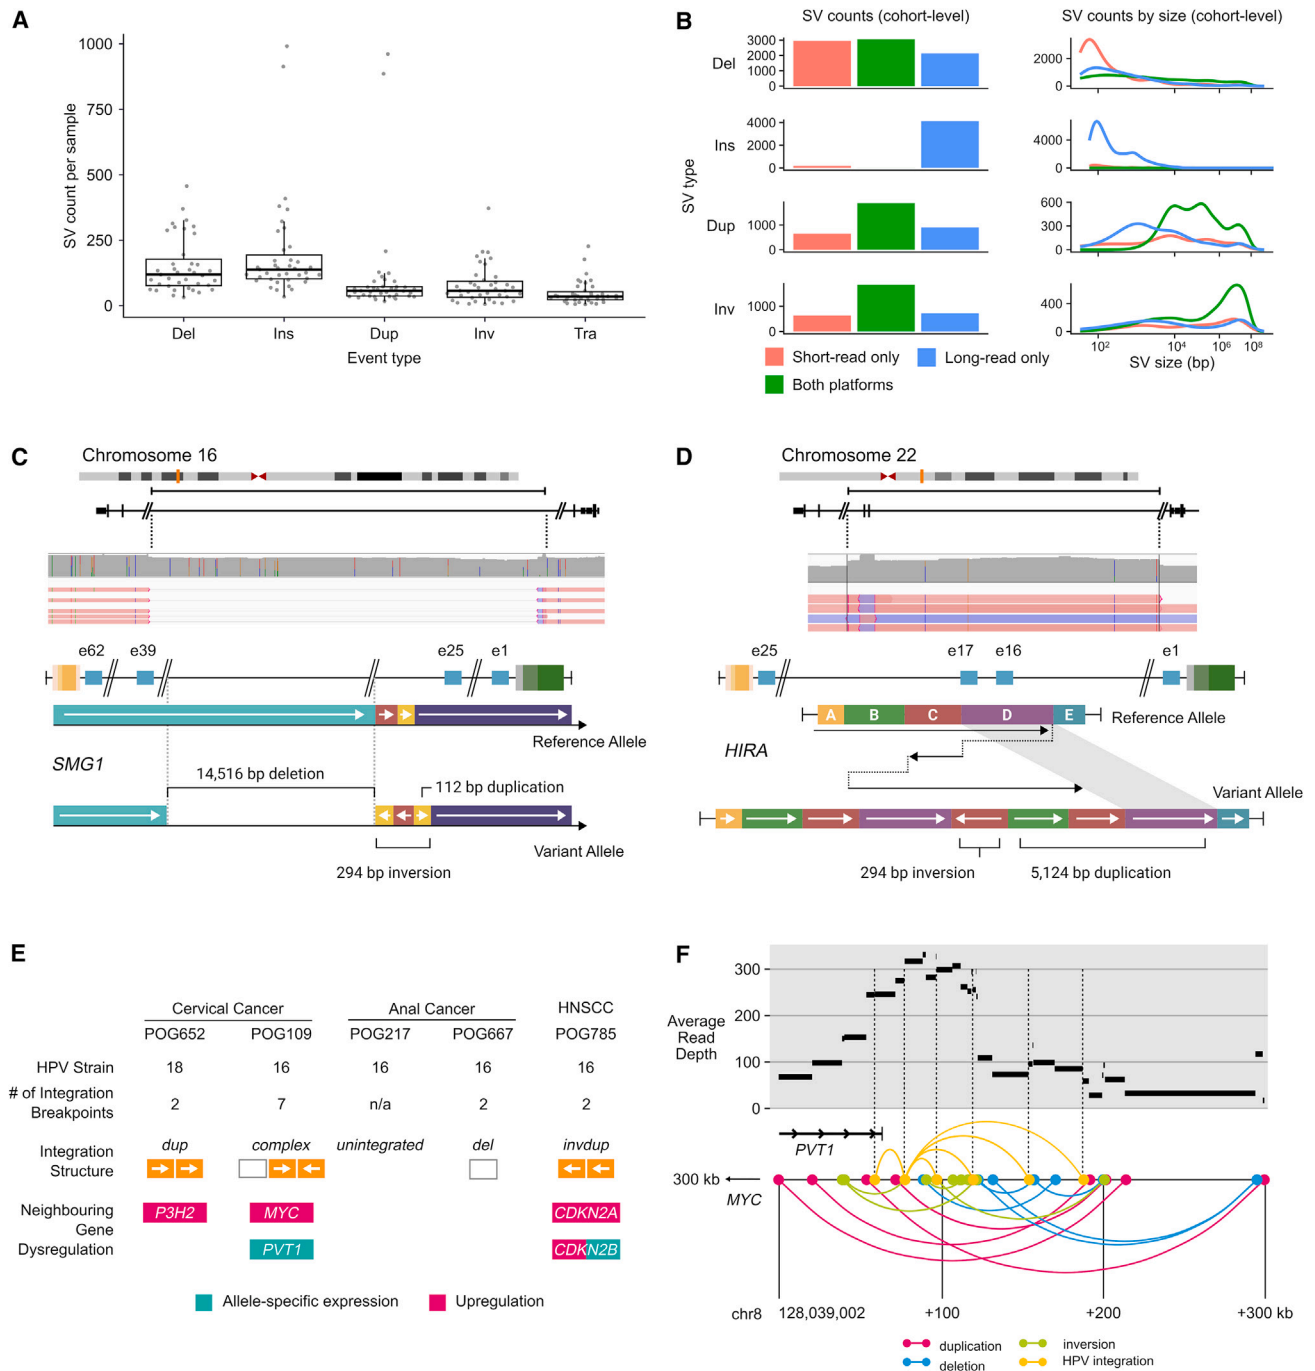 A
1000
750
500
250
0
SV count per sample
Del
Ins
Dup
Inv
Tra
Event type
B
SV counts (cohort-level)
SV counts by size (cohort-level)
SV type
Del
3000
2000
1000
0
2000
0
Ins
4000
2000
0
4000
0
Dup
1000
0
600
300
0
Inv
1000
0
400
0
10²
10⁴
10⁶
10⁸
SV size (bp)
Short-read only
Long-read only
Both platforms
C
Chromosome 16
e62
e39
e25
e1
Reference Allele
SMG1
14,516 bp deletion
112 bp duplication
Variant Allele
294 bp inversion
D
Chromosome 22
e25
e17
e16
e1
A
B
C
D
E
Reference Allele
HIRA
Variant Allele
294 bp inversion
5,124 bp duplication
E
Cervical Cancer
Anal Cancer
HNSCC
POG652
POG109
POG217
POG667
POG785
HPV Strain
18
16
16
16
16
# of Integration
Breakpoints
2
7
n/a
2
2
Integration
Structure
dup
complex
unintegrated
del
invdup
Neighbouring
Gene
Dysregulation
P3H2
MYC
CDKN2A
PVT1
CDKN2B
Allele-specific expression
Upregulation
F
Average
Read
Depth
300
200
100
0
PVT1
300 kb
MYC
chr8
128,039,002
+100
+200
+300 kb
duplication
inversion
deletion
HPV integration